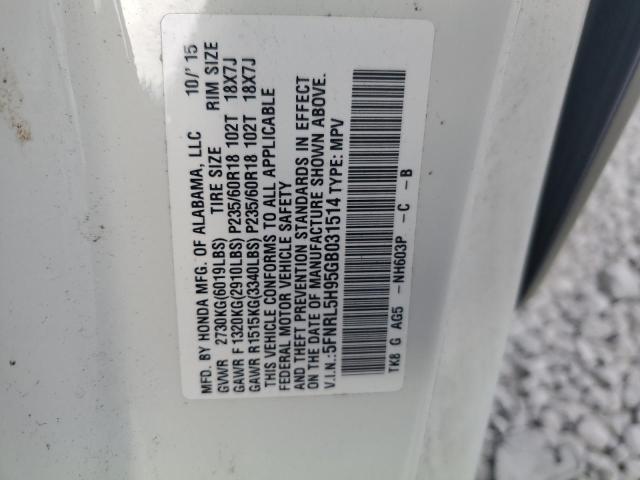 MFD. BY HONDA MFG. OF ALABAMA, LLC 10/'15
GVWR 2730KG(6019LBS) TIRE SIZE RIM SIZE
GAWR F 1320KG(2910LBS) P235/60R18 102T 18X7J
GAWR R1515KG(3340LBS) P235/60R18 102T 18X7J
THIS VEHICLE CONFORMS TO ALL APPLICABLE
FEDERAL MOTOR VEHICLE SAFETY
AND THEFT PREVENTION STANDARDS IN EFFECT
ON THE DATE OF MANUFACTURE SHOWN ABOVE.
V.I.N.:5FNRL5H95GB031514 TYPE: MPV
TK8 G AG5 -NH603P -C -B